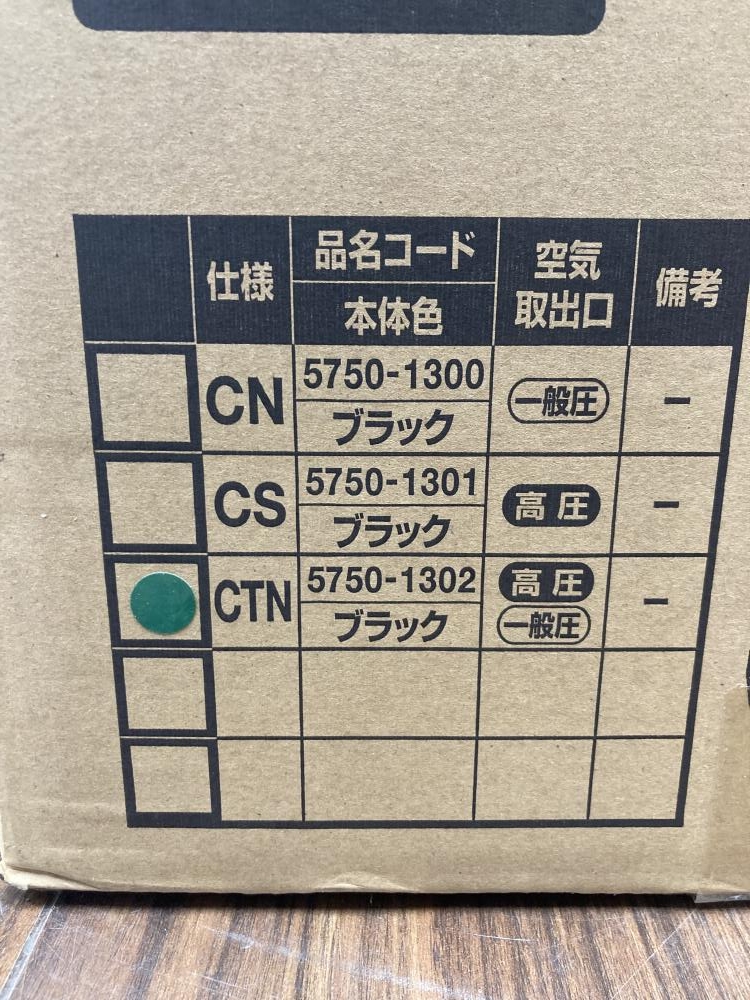 仕様
品名コード
本体色
空気
取出口
備考
CN
5750-1300
ブラック
一般圧
-
CS
5750-1301
ブラック
高圧
-
CTN
5750-1302
ブラック
高圧
一般圧
-